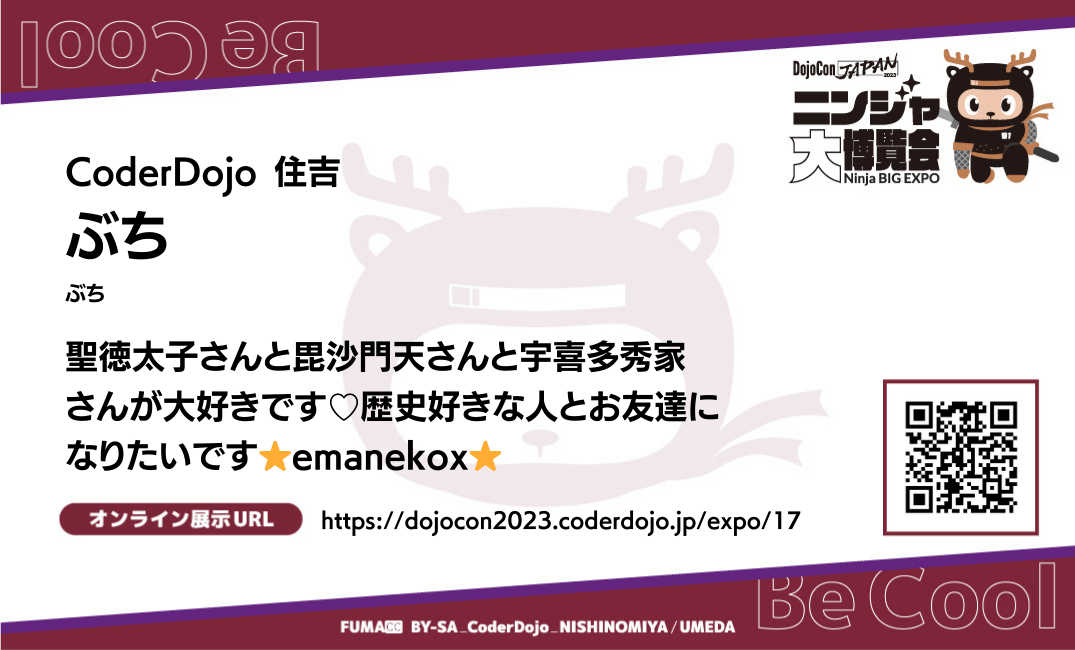 Be Cool
DojoCon JAPAN 2023
ニンジャ
大博覧会
Ninja BIG EXPO
CoderDojo 住吉
ぶち
ぶち
聖徳太子さんと毘沙門天さんと宇喜多秀家
さんが大好きです♡歴史好きな人とお友達に
なりたいです⭐emanekox⭐
オンライン展示URL
https://dojocon2023.coderdojo.jp/expo/17
Be Cool
FUMA CC BY-SA_CoderDojo_NISHINOMIYA/UMEDA